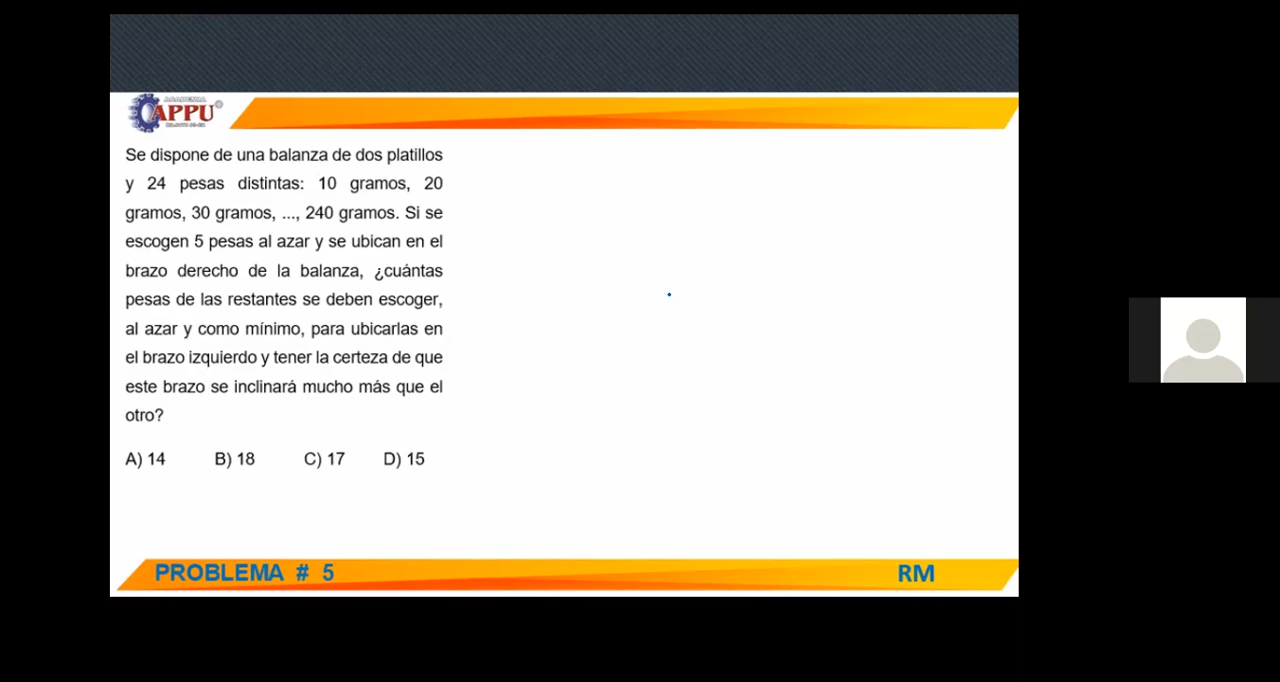 ACADEMIA
APPU®
Se dispone de una balanza de dos platillos
y 24 pesas distintas: 10 gramos, 20
gramos, 30 gramos, ..., 240 gramos. Si se
escogen 5 pesas al azar y se ubican en el
brazo derecho de la balanza, ¿cuántas
pesas de las restantes se deben escoger,
al azar y como mínimo, para ubicarlas en
el brazo izquierdo y tener la certeza de que
este brazo se inclinará mucho más que el
otro?
A) 14 B) 18 C) 17 D) 15
PROBLEMA # 5 RM